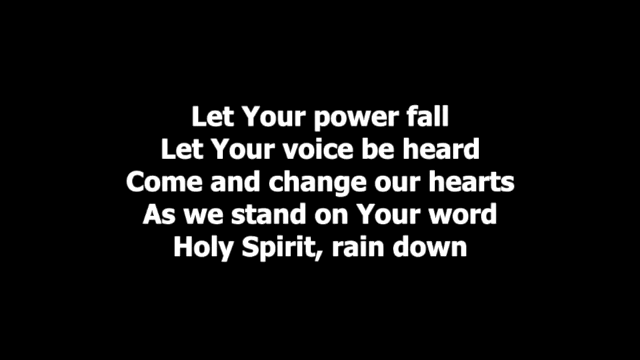 Let Your power fall
Let Your voice be heard
Come and change our hearts
As we stand on Your word
Holy Spirit, rain down